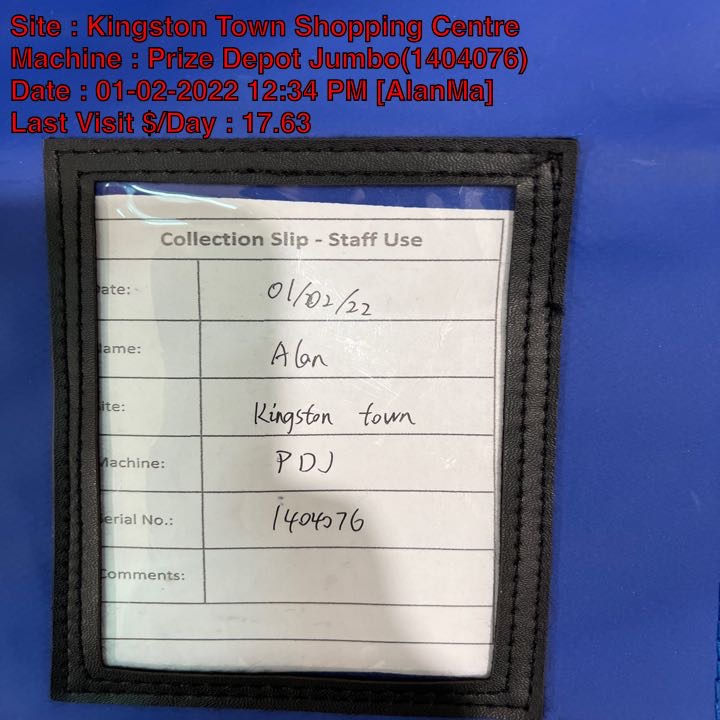 Site : Kingston Town Shopping Centre
Machine : Prize Depot Jumbo(1404076)
Date : 01-02-2022 12:34 PM [AlanMa]
Last Visit $/Day : 17.63
Collection Slip - Staff Use
ate: 01/02/22
ame: Alan
ite: Kingston town
Machine: PDJ
erial No.: 1404076
Comments: